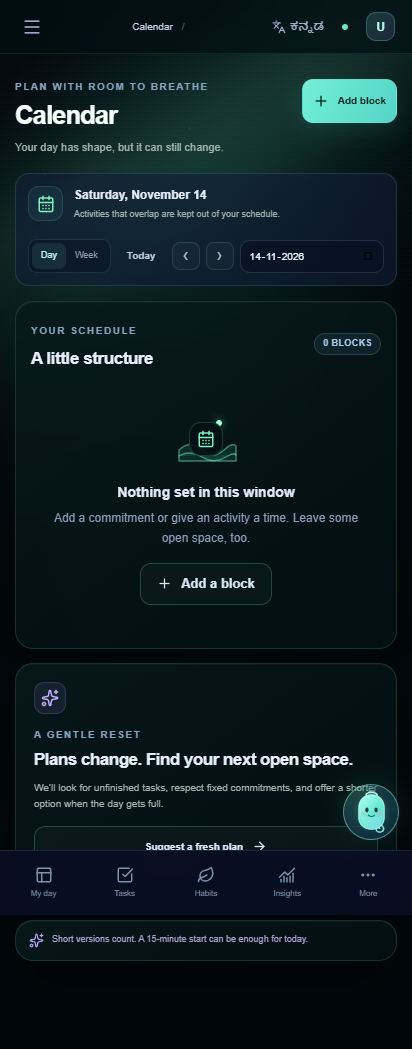 Calendar /
ಕನ್ನಡ
U
PLAN WITH ROOM TO BREATHE
Calendar
Add block
Your day has shape, but it can still change.
Saturday, November 14
Activities that overlap are kept out of your schedule.
Day
Week
Today
14-11-2026
YOUR SCHEDULE
A little structure
0 BLOCKS
Nothing set in this window
Add a commitment or give an activity a time. Leave some
open space, too.
Add a block
A GENTLE RESET
Plans change. Find your next open space.
We'll look for unfinished tasks, respect fixed commitments, and offer a shorter
option when the day gets full.
Suggest a fresh plan
My day
Tasks
Habits
Insights
More
Short versions count. A 15-minute start can be enough for today.